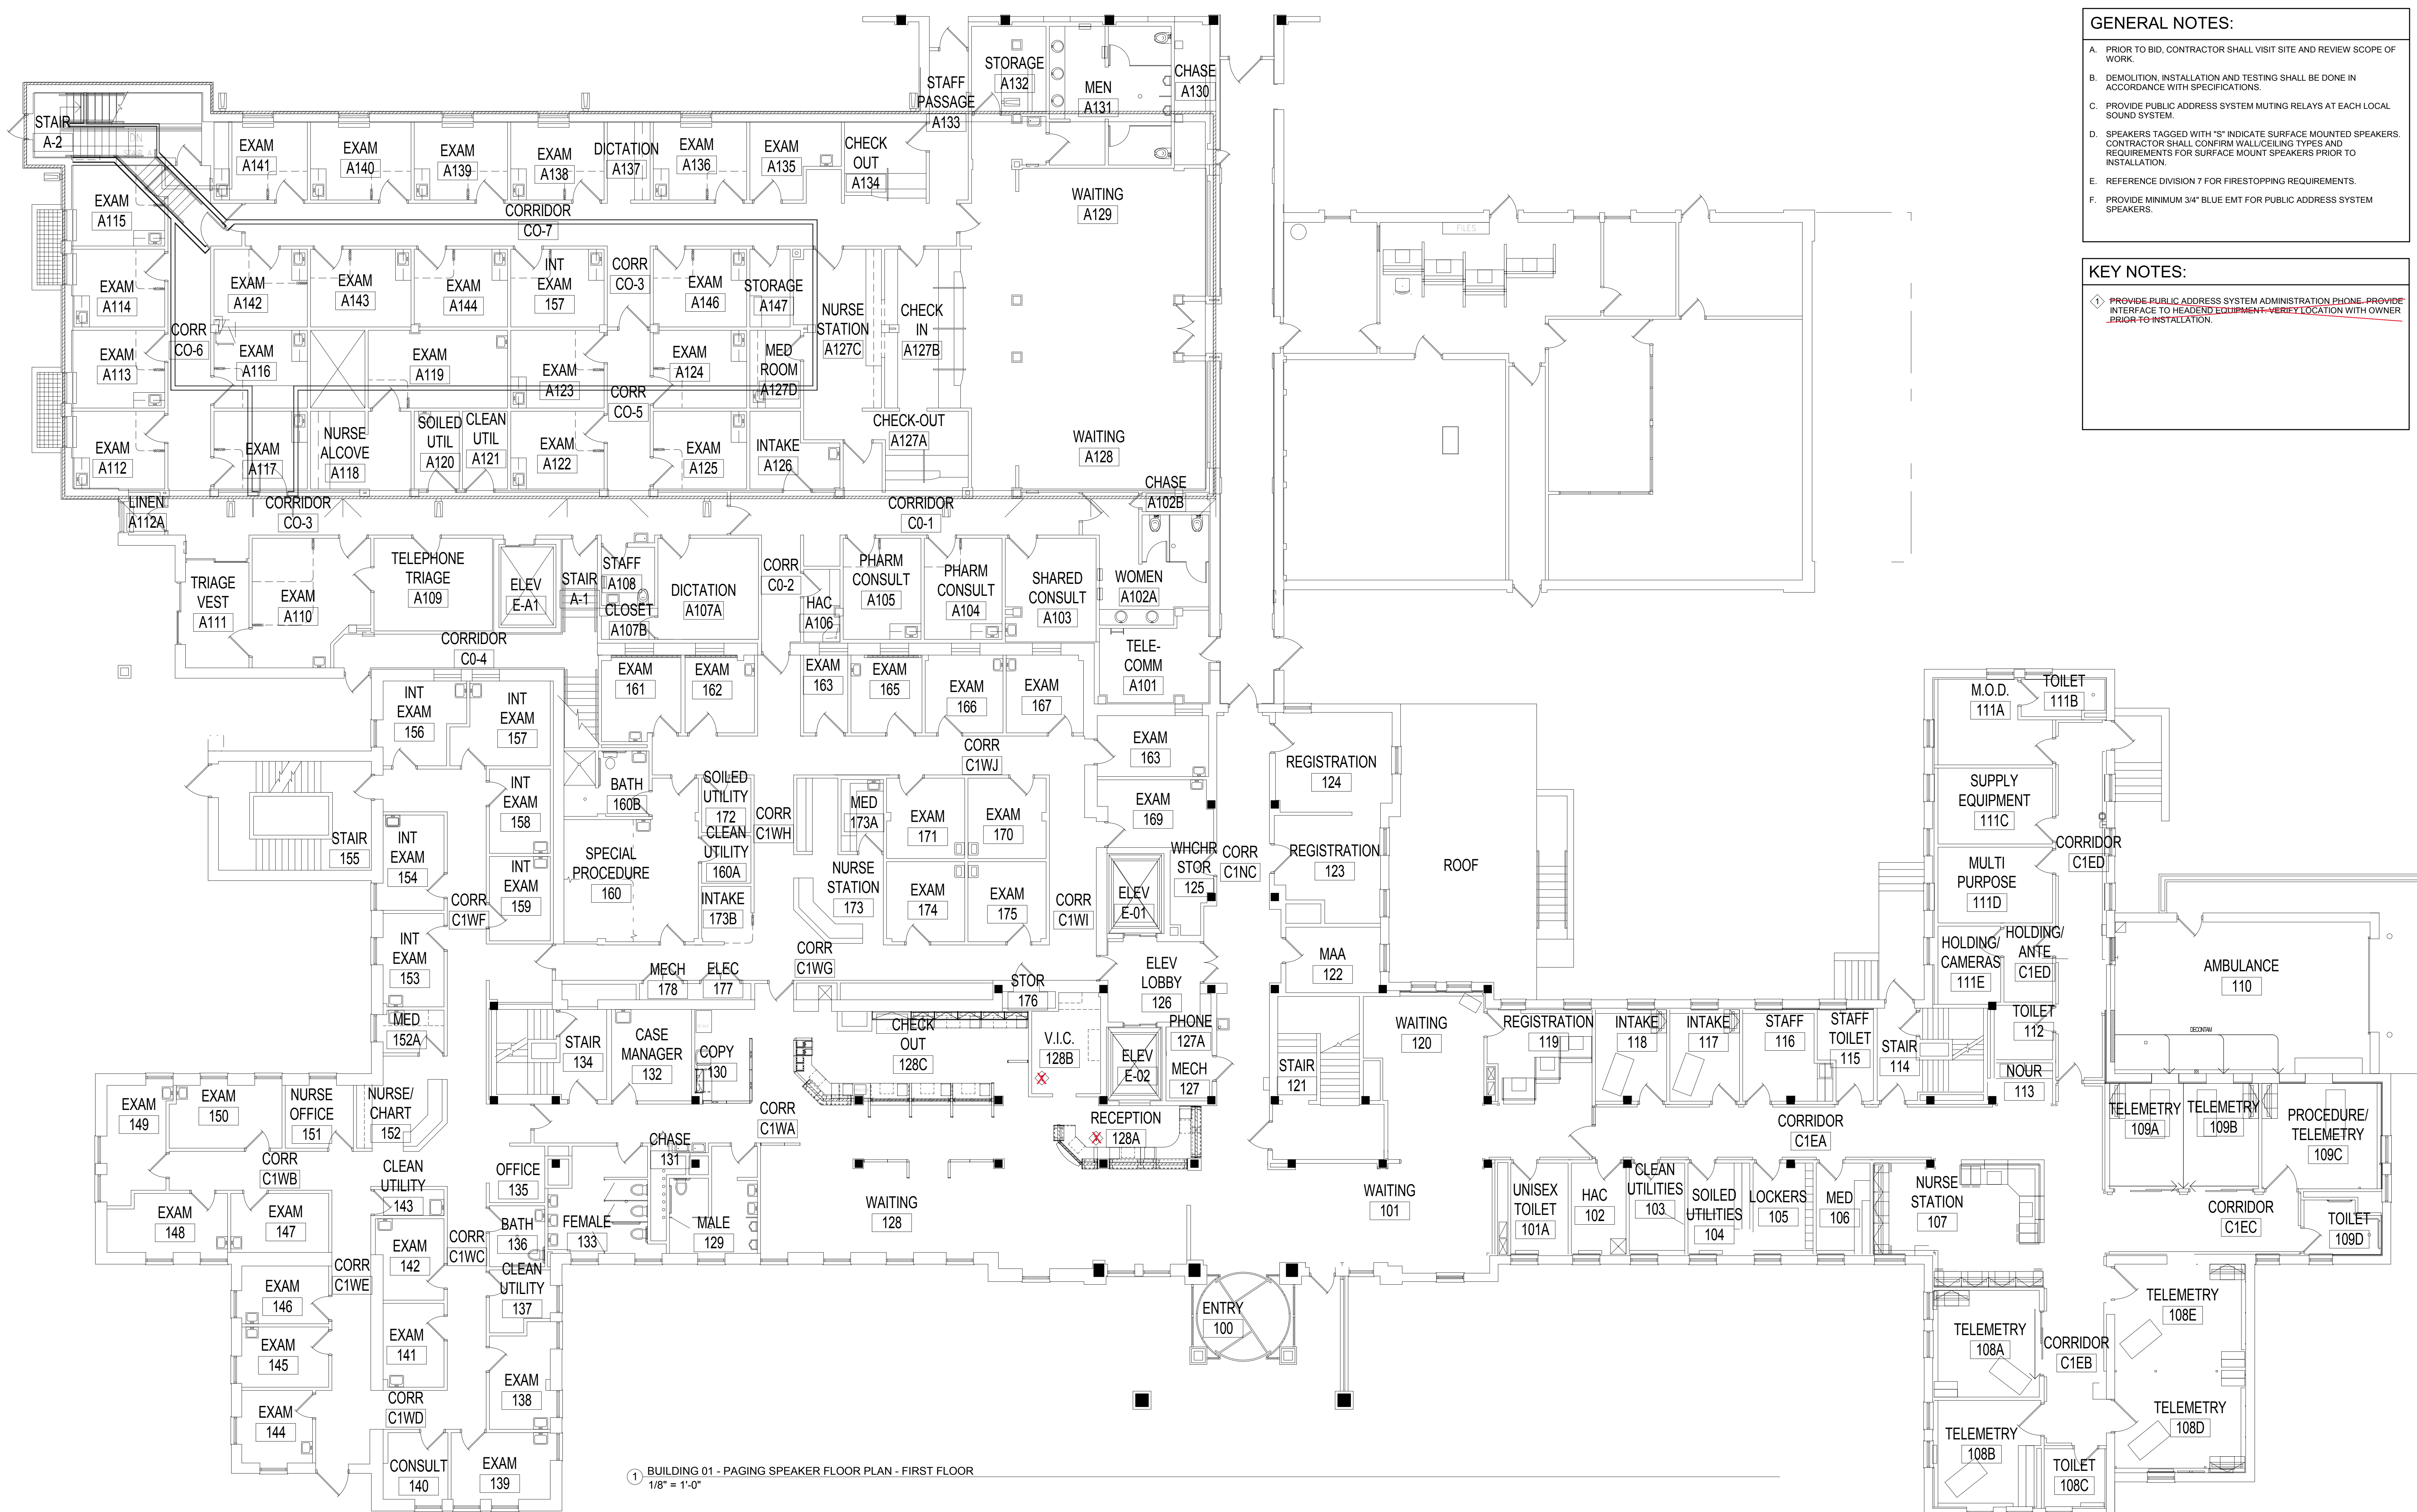 GENERAL NOTES:
A. PRIOR TO BID, CONTRACTOR SHALL VISIT SITE AND REVIEW SCOPE OF
WORK.
B. DEMOLITION, INSTALLATION AND TESTING SHALL BE DONE IN
ACCORDANCE WITH SPECIFICATIONS.
C. PROVIDE PUBLIC ADDRESS SYSTEM MUTING RELAYS AT EACH LOCAL
SOUND SYSTEM.
D. SPEAKERS TAGGED WITH "S" INDICATE SURFACE MOUNTED SPEAKERS.
CONTRACTOR SHALL CONFIRM WALL/CEILING TYPES AND
REQUIREMENTS FOR SURFACE MOUNT SPEAKERS PRIOR TO
INSTALLATION.
E. REFERENCE DIVISION 7 FOR FIRESTOPPING REQUIREMENTS.
F. PROVIDE MINIMUM 3/4" BLUE EMT FOR PUBLIC ADDRESS SYSTEM
SPEAKERS.
KEY NOTES:
1 PROVIDE PUBLIC ADDRESS SYSTEM ADMINISTRATION PHONE. PROVIDE
INTERFACE TO HEADEND EQUIPMENT. VERIFY LOCATION WITH OWNER
PRIOR TO INSTALLATION.
STAIR
A-2
DN
STAIR A
EXAM
A141
EXAM
A140
EXAM
A139
EXAM
A138
DICTATION
A137
EXAM
A136
EXAM
A135
CHECK
OUT
A134
STAFF
PASSAGE
A133
STORAGE
A132
MEN
A131
CHASE
A130
WAITING
A129
EXAM
A115
CORRIDOR
CO-7
EXAM
A114
EXAM
A142
EXAM
A143
EXAM
A144
INT
EXAM
157
CORR
CO-3
EXAM
A146
STORAGE
A147
NURSE
STATION
A127C
CHECK
IN
A127B
FILES
CORR
CO-6
EXAM
A113
EXAM
A116
EXAM
A119
EXAM
A123
EXAM
A124
MED
ROOM
A127D
CORR
CO-5
EXAM
A112
EXAM
A117
NURSE
ALCOVE
A118
SOILED
UTIL
A120
CLEAN
UTIL
A121
EXAM
A122
EXAM
A125
INTAKE
A126
CHECK-OUT
A127A
WAITING
A128
CHASE
A102B
LINEN
A112A
CORRIDOR
CO-3
CORRIDOR
C0-1
TRIAGE
VEST
A111
EXAM
A110
TELEPHONE
TRIAGE
A109
ELEV
E-A1
STAIR
A-1
STAFF
A108
CLOSET
A107B
DICTATION
A107A
CORR
C0-2
HAC
A106
PHARM
CONSULT
A105
PHARM
CONSULT
A104
SHARED
CONSULT
A103
WOMEN
A102A
TELE-
COMM
A101
CORRIDOR
C0-4
INT
EXAM
156
INT
EXAM
157
EXAM
161
EXAM
162
EXAM
163
EXAM
165
EXAM
166
EXAM
167
CORR
C1WJ
EXAM
163
EXAM
169
REGISTRATION
124
REGISTRATION
123
ROOF
STAIR
155
INT
EXAM
158
INT
EXAM
154
INT
EXAM
159
CORR
C1WF
BATH
160B
SPECIAL
PROCEDURE
160
SOILED
UTILITY
172
CLEAN
UTILITY
160A
INTAKE
173B
CORR
C1WH
MED
173A
NURSE
STATION
173
EXAM
171
EXAM
170
EXAM
174
EXAM
175
CORR
C1WI
WHCHR
STOR
125
ELEV
E-01
CORR
C1NC
INT
EXAM
153
MED
152A
MECH
178
ELEC
177
CORR
C1WG
STOR
176
ELEV
LOBBY
126
MAA
122
STAIR
134
CASE
MANAGER
132
COPY
130
CHECK
OUT
128C
V.I.C.
128B
ELEV
E-02
PHONE
127A
MECH
127
STAIR
121
WAITING
120
REGISTRATION
119
INTAKE
118
INTAKE
117
STAFF
116
STAFF
TOILET
115
STAIR
114
M.O.D.
111A
TOILET
111B
SUPPLY
EQUIPMENT
111C
MULTI
PURPOSE
111D
CORRIDOR
C1ED
HOLDING/
CAMERAS
111E
HOLDING/
ANTE
C1ED
TOILET
112
NOUR
113
AMBULANCE
110
DECONTAM
EXAM
149
EXAM
150
NURSE
OFFICE
151
NURSE/
CHART
152
CORR
C1WB
CLEAN
UTILITY
143
EXAM
148
EXAM
147
CORR
C1WE
EXAM
146
EXAM
145
EXAM
144
EXAM
142
EXAM
141
CORR
C1WC
CORR
C1WD
CONSULT
140
EXAM
139
EXAM
138
OFFICE
135
BATH
136
CLEAN
UTILITY
137
FEMALE
133
CHASE
131
MALE
129
CORR
C1WA
WAITING
128
RECEPTION
128A
ENTRY
100
WAITING
101
UNISEX
TOILET
101A
HAC
102
CLEAN
UTILITIES
103
SOILED
UTILITIES
104
LOCKERS
105
MED
106
NURSE
STATION
107
CORRIDOR
C1EA
TELEMETRY
109A
TELEMETRY
109B
PROCEDURE/
TELEMETRY
109C
CORRIDOR
C1EC
TOILET
109D
TELEMETRY
108A
CORRIDOR
C1EB
TELEMETRY
108E
TELEMETRY
108D
TELEMETRY
108B
TOILET
108C
1 BUILDING 01 - PAGING SPEAKER FLOOR PLAN - FIRST FLOOR
1/8" = 1'-0"